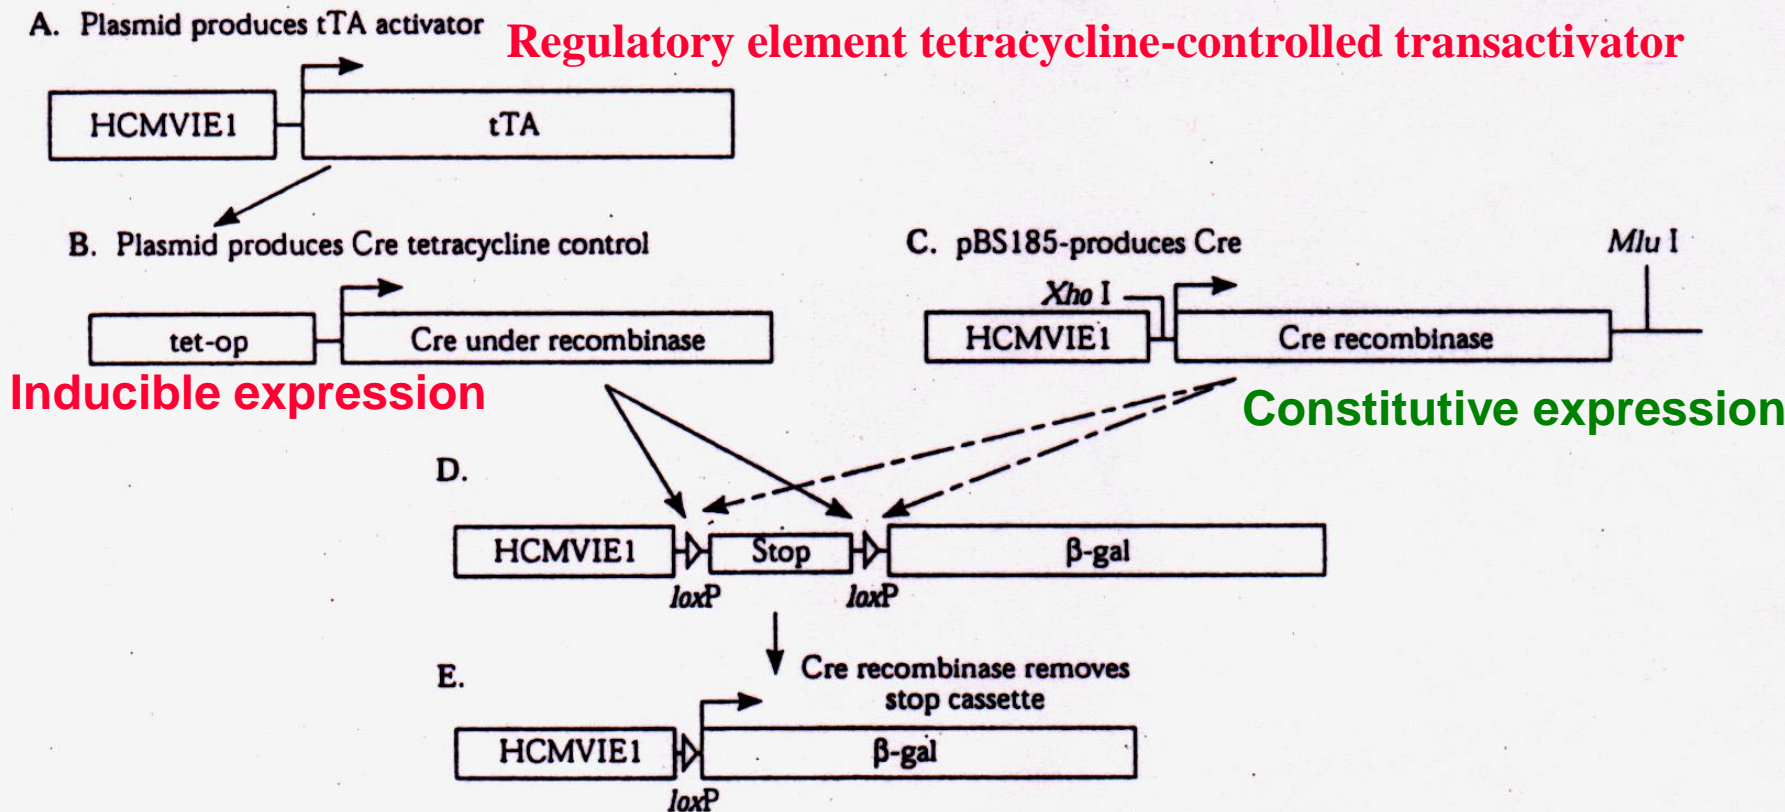 A. Plasmid produces tTA activator
Regulatory element tetracycline-controlled transactivator
HCMVIE1
tTA
B. Plasmid produces Cre tetracycline control
C. pBS185-produces Cre
Mlu I
Xho I
tet-op
Cre under recombinase
HCMVIE1
Cre recombinase
Inducible expression
Constitutive expression
D.
HCMVIE1
Stop
β-gal
loxP
loxP
E.
Cre recombinase removes
stop cassette
HCMVIE1
β-gal
loxP